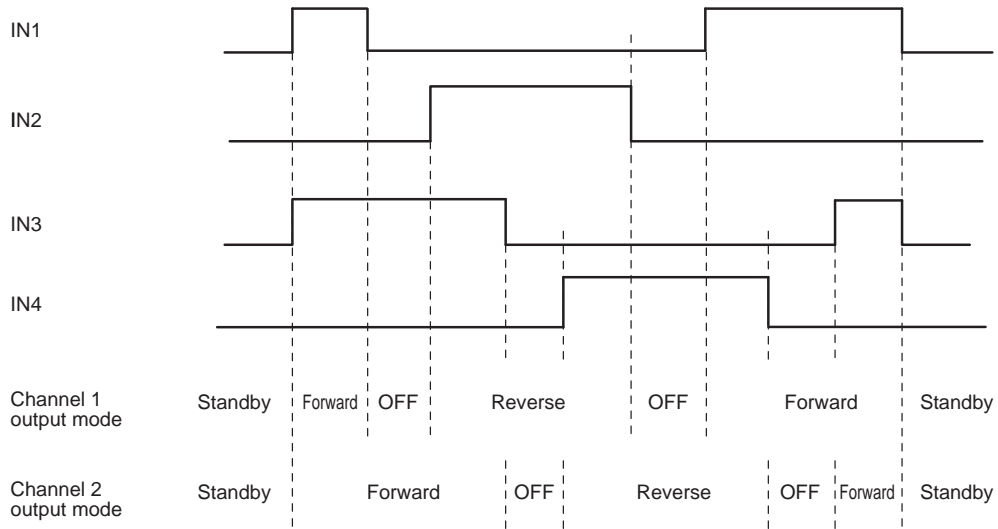 IN1
IN2
IN3
IN4
Channel 1
output mode
Standby Forward OFF Reverse OFF Forward Standby
Channel 2
output mode
Standby Forward OFF Reverse OFF Forward Standby